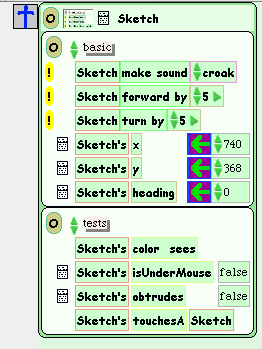 Sketch
basic
! Sketch make sound croak
! Sketch forward by 5
! Sketch turn by 5
Sketch's x 740
Sketch's y 368
Sketch's heading 0
tests
Sketch's color sees
Sketch's isUnderMouse false
Sketch's obtrudes false
Sketch's touchesA Sketch